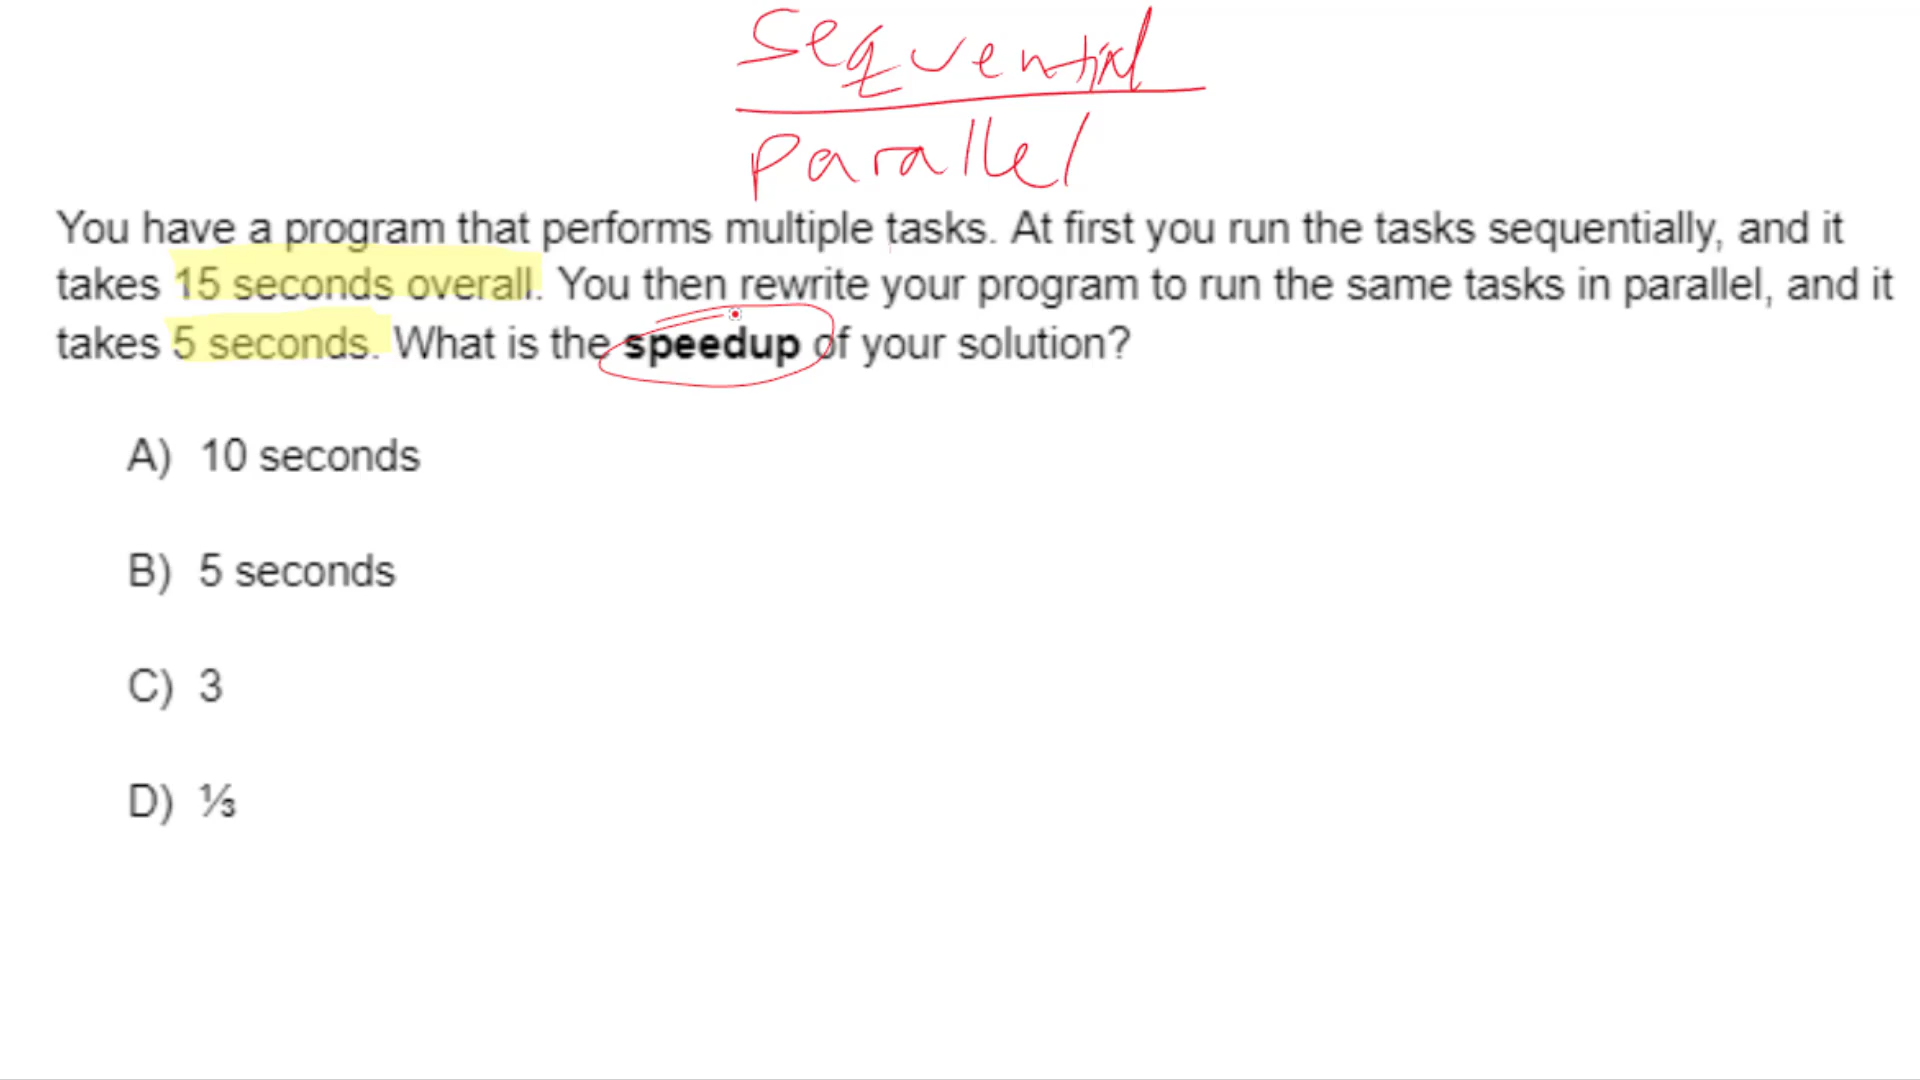 sequential
parallel
You have a program that performs multiple tasks. At first you run the tasks sequentially, and it
takes 15 seconds overall. You then rewrite your program to run the same tasks in parallel, and it
takes 5 seconds. What is the speedup of your solution?
A) 10 seconds
B) 5 seconds
C) 3
D) ⅓